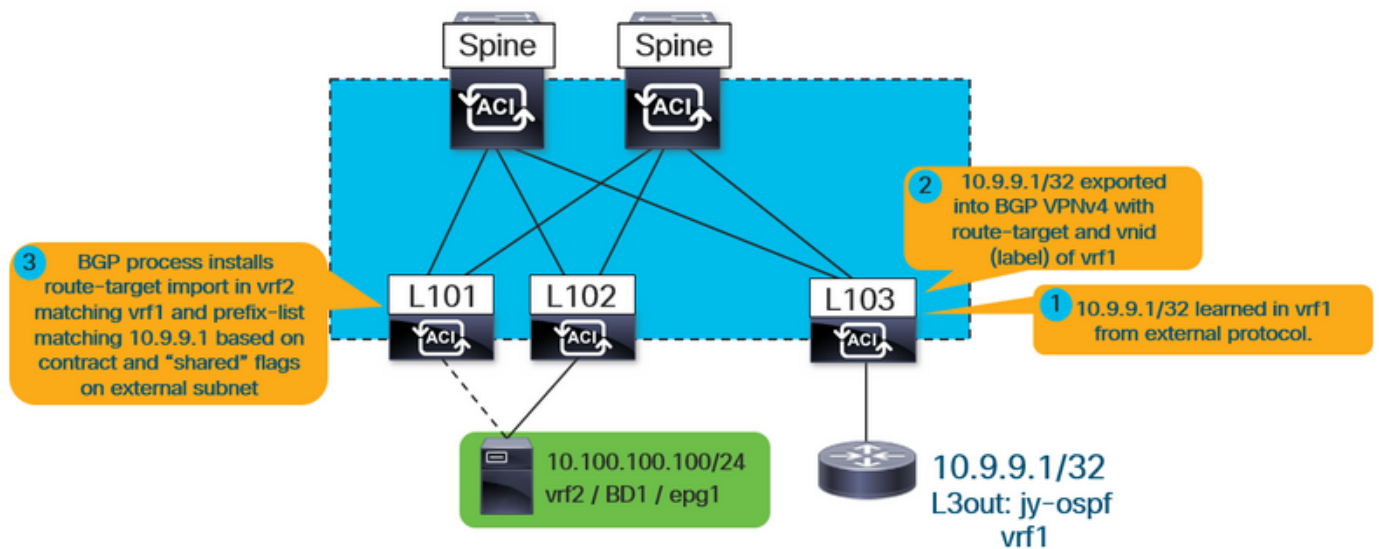 Spine
Spine
ACI
ACI
2
10.9.9.1/32 exported
into BGP VPNv4 with
route-target and vnid
(label) of vrf1
3
BGP process installs
route-target import in vrf2
matching vrf1 and prefix-list
matching 10.9.9.1 based on
contract and “shared” flags
on external subnet
L101
L102
L103
ACI
ACI
ACI
1
10.9.9.1/32 learned in vrf1
from external protocol.
10.100.100.100/24
vrf2 / BD1 / epg1
10.9.9.1/32
L3out: jy-ospf
vrf1